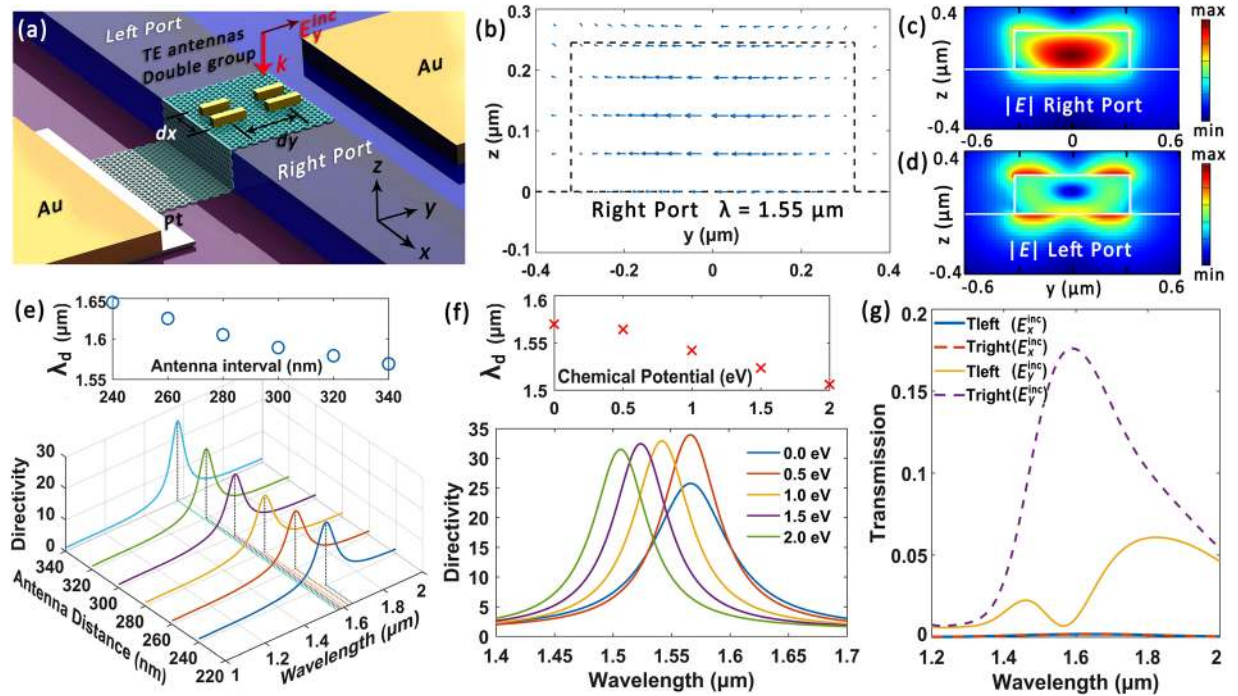 (a)
Left Port
TE antennas
Double group
E_y^inc
k
Au
dx
dy
Right Port
Au
Pt
z
y
x
(b)
0.3
0.2
0.1
0
-0.1
z (µm)
Right Port λ = 1.55 µm
-0.4 -0.2 0 0.2 0.4
y (µm)
(c)
0.4
z (µm)
-0.4
|E| Right Port
-0.6 0 0.6
max
min
(d)
0.4
z (µm)
-0.4
|E| Left Port
-0.6 y (µm) 0.6
max
min
(e)
λd (µm)
1.65
1.6
1.55
Antenna interval (nm)
240 260 280 300 320 340
Directivity
30
20
10
0
340
320
300
280
260
240
220
Antenna Distance (nm)
1 1.2 1.4 1.6 1.8 2
Wavelength (µm)
(f)
λd (µm)
1.6
1.55
1.5
Chemical Potential (eV)
0 0.5 1 1.5 2
35
30
25
20
15
10
5
0
Directivity
0.0 eV
0.5 eV
1.0 eV
1.5 eV
2.0 eV
1.4 1.45 1.5 1.55 1.6 1.65 1.7
Wavelength (µm)
(g)
0.2
0.15
0.1
0.05
0
Transmission
Tleft (E_x^inc)
Tright(E_x^inc)
Tleft (E_y^inc)
Tright(E_y^inc)
1.2 1.4 1.6 1.8 2
Wavelength (µm)